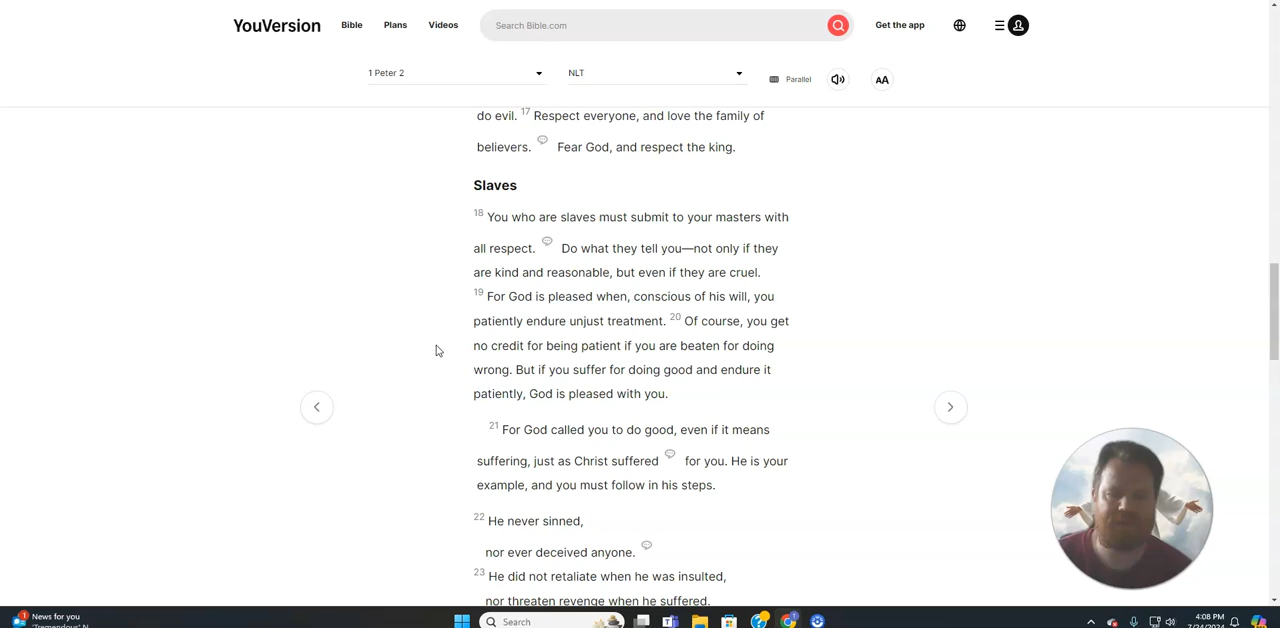 YouVersion Bible Plans Videos Search Bible.com Get the app
1 Peter 2 NLT Parallel AA
do evil. 17 Respect everyone, and love the family of
believers. Fear God, and respect the king.
Slaves
18 You who are slaves must submit to your masters with
all respect. Do what they tell you—not only if they
are kind and reasonable, but even if they are cruel.
19 For God is pleased when, conscious of his will, you
patiently endure unjust treatment. 20 Of course, you get
no credit for being patient if you are beaten for doing
wrong. But if you suffer for doing good and endure it
patiently, God is pleased with you.
21 For God called you to do good, even if it means
suffering, just as Christ suffered for you. He is your
example, and you must follow in his steps.
22 He never sinned,
nor ever deceived anyone.
23 He did not retaliate when he was insulted,
nor threaten revenge when he suffered.
1 News for you Search 4:08 PM
'Tremendous' N 7/24/2024